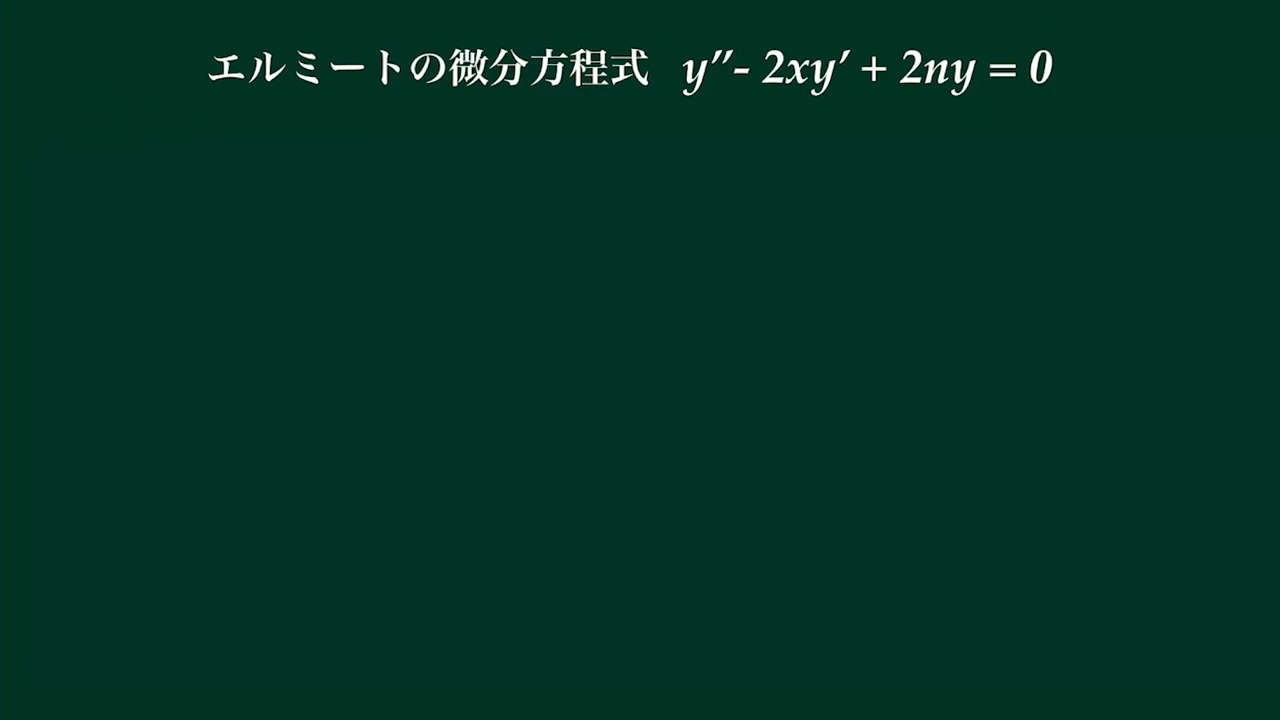 エルミートの微分方程式 y″- 2xy′ + 2ny = 0